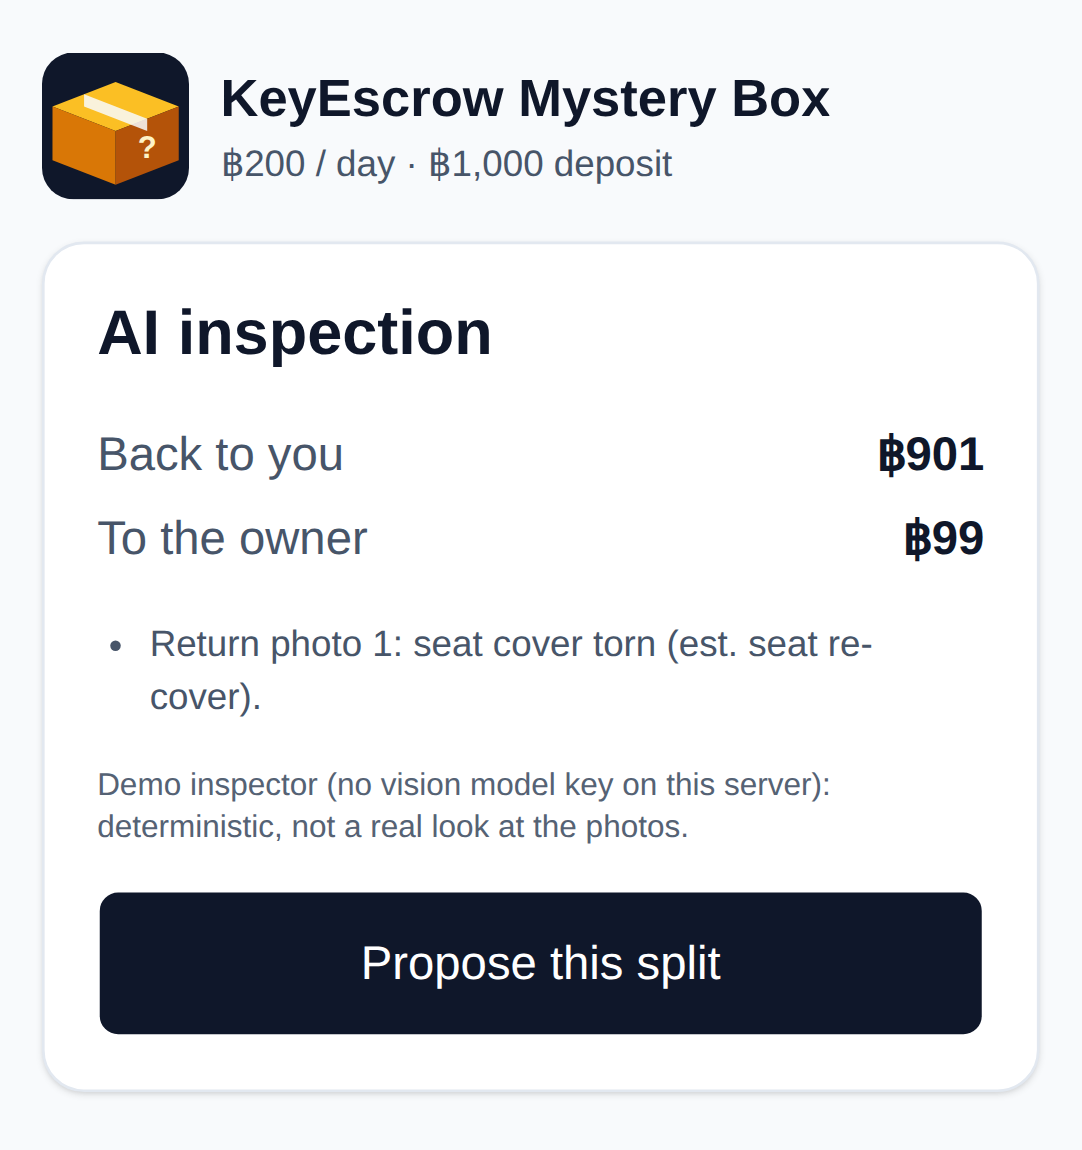 ?
KeyEscrow Mystery Box
฿200 / day · ฿1,000 deposit
AI inspection
Back to you ฿901
To the owner ฿99
• Return photo 1: seat cover torn (est. seat re-
cover).
Demo inspector (no vision model key on this server):
deterministic, not a real look at the photos.
Propose this split